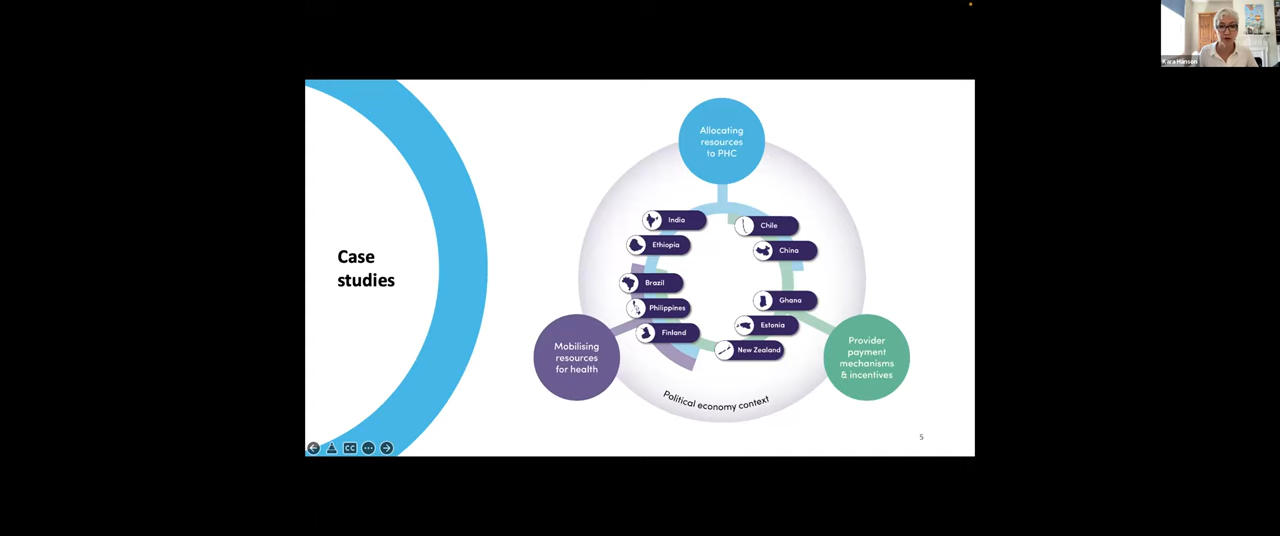 Kara Hanson
Case
studies
Allocating
resources
to PHC
India
Chile
Ethiopia
China
Brazil
Ghana
Philippines
Estonia
Finland
New Zealand
Mobilising
resources
for health
Provider
payment
mechanisms
& incentives
Political economy context
5
CC